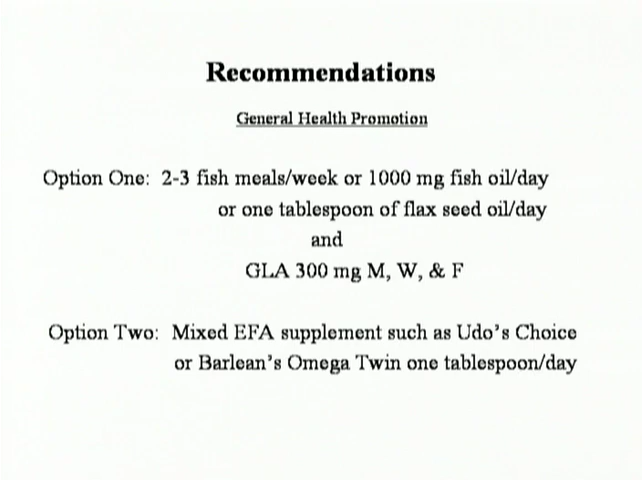 Recommendations
General Health Promotion
Option One: 2-3 fish meals/week or 1000 mg fish oil/day
or one tablespoon of flax seed oil/day
and
GLA 300 mg M, W, & F
Option Two: Mixed EFA supplement such as Udo's Choice
or Barlean's Omega Twin one tablespoon/day